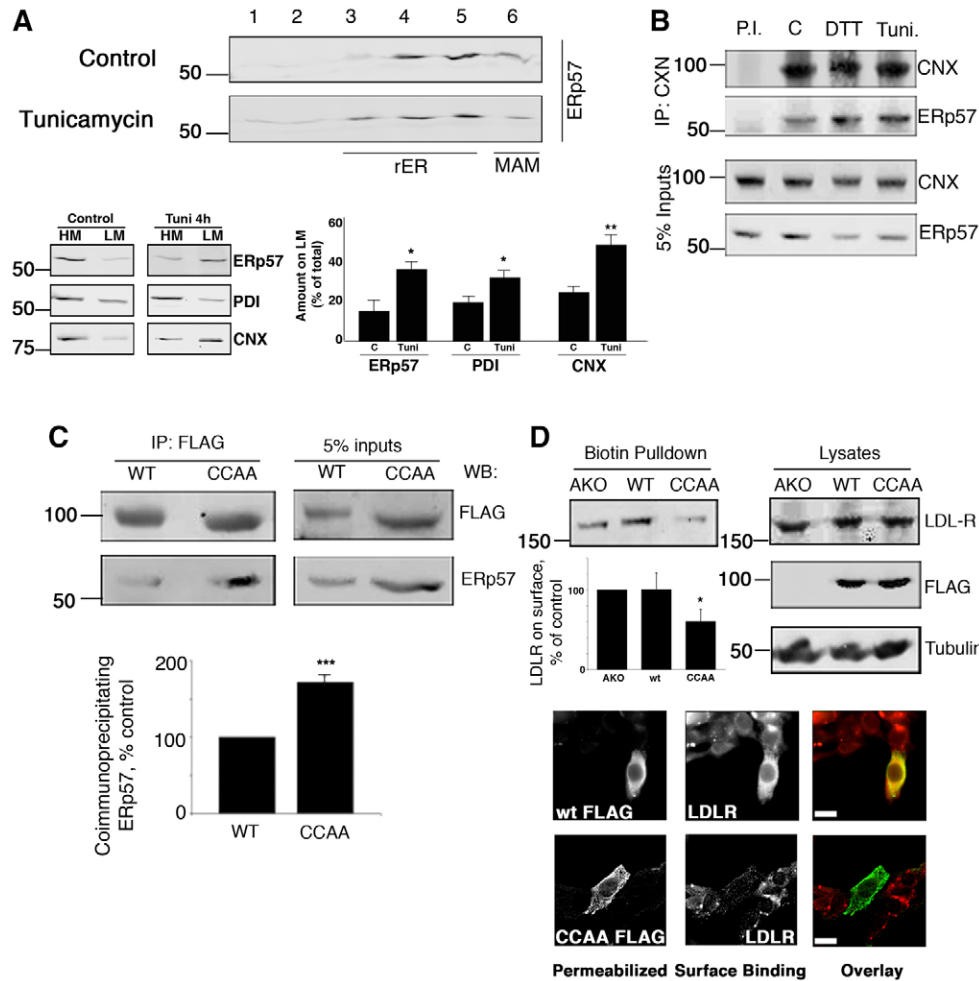 A
1 2 3 4 5 6
Control
50
Tunicamycin
50
ERp57
rER MAM
Control Tuni 4h
HM LM HM LM
50 ERp57
50 PDI
75 CNX
Amount on LM
(% of total)
60
40
20
0
C Tuni C Tuni C Tuni
ERp57 PDI CNX
B
P.I. C DTT Tuni.
IP: CXN
100 CNX
50 ERp57
5% Inputs
100 CNX
50 ERp57
C
IP: FLAG 5% inputs
WT CCAA WT CCAA WB:
100 FLAG
50 ERp57
Coimmunoprecipitating
ERp57, % control
200
100
0
***
WT CCAA
D
Biotin Pulldown Lysates
AKO WT CCAA AKO WT CCAA
150 150 LDL-R
100 FLAG
50 Tubulin
LDLR on surface,
% of control
100
0
*
AKO wt CCAA
wt FLAG LDLR
CCAA FLAG LDLR
Permeabilized Surface Binding Overlay